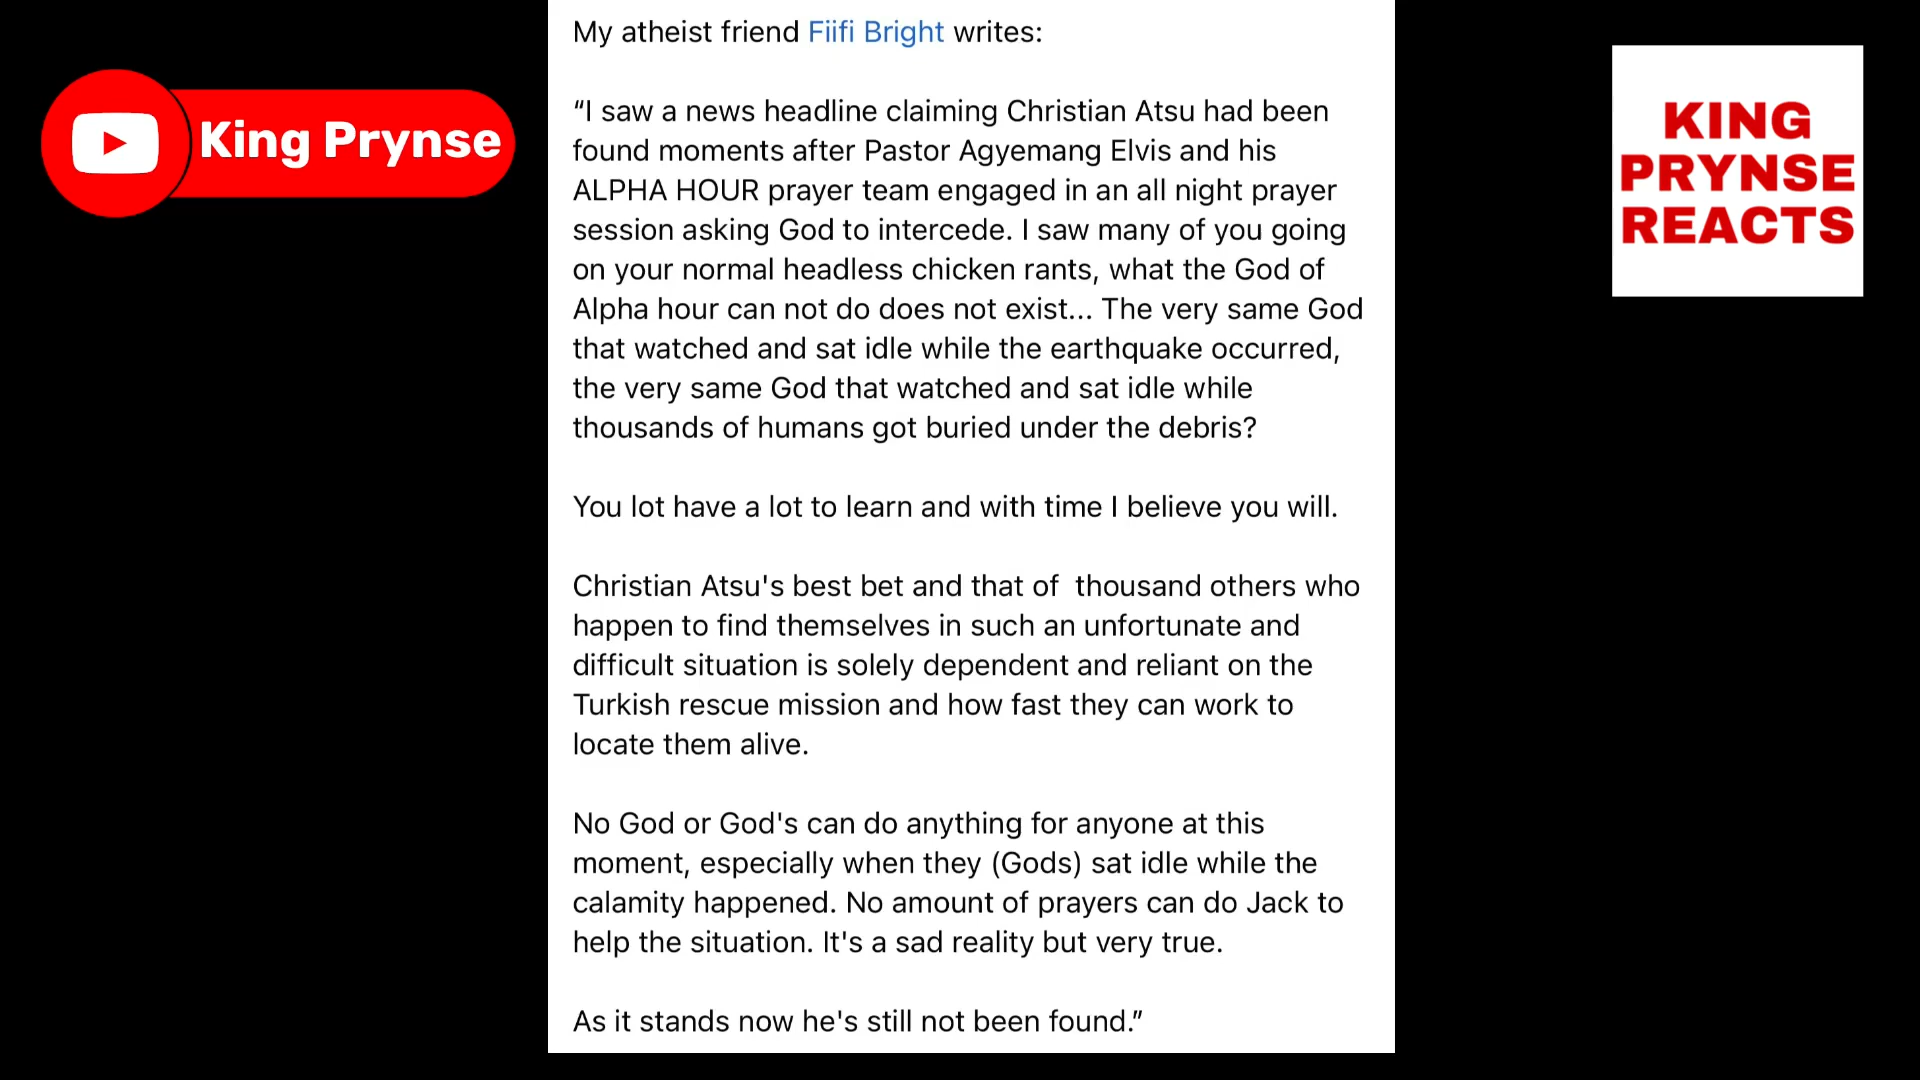 My atheist friend Fiifi Bright writes:
King Prynse
KING
PRYNSE
REACTS
“I saw a news headline claiming Christian Atsu had been
found moments after Pastor Agyemang Elvis and his
ALPHA HOUR prayer team engaged in an all night prayer
session asking God to intercede. I saw many of you going
on your normal headless chicken rants, what the God of
Alpha hour can not do does not exist... The very same God
that watched and sat idle while the earthquake occurred,
the very same God that watched and sat idle while
thousands of humans got buried under the debris?
You lot have a lot to learn and with time I believe you will.
Christian Atsu's best bet and that of  thousand others who
happen to find themselves in such an unfortunate and
difficult situation is solely dependent and reliant on the
Turkish rescue mission and how fast they can work to
locate them alive.
No God or God's can do anything for anyone at this
moment, especially when they (Gods) sat idle while the
calamity happened. No amount of prayers can do Jack to
help the situation. It's a sad reality but very true.
As it stands now he's still not been found.”